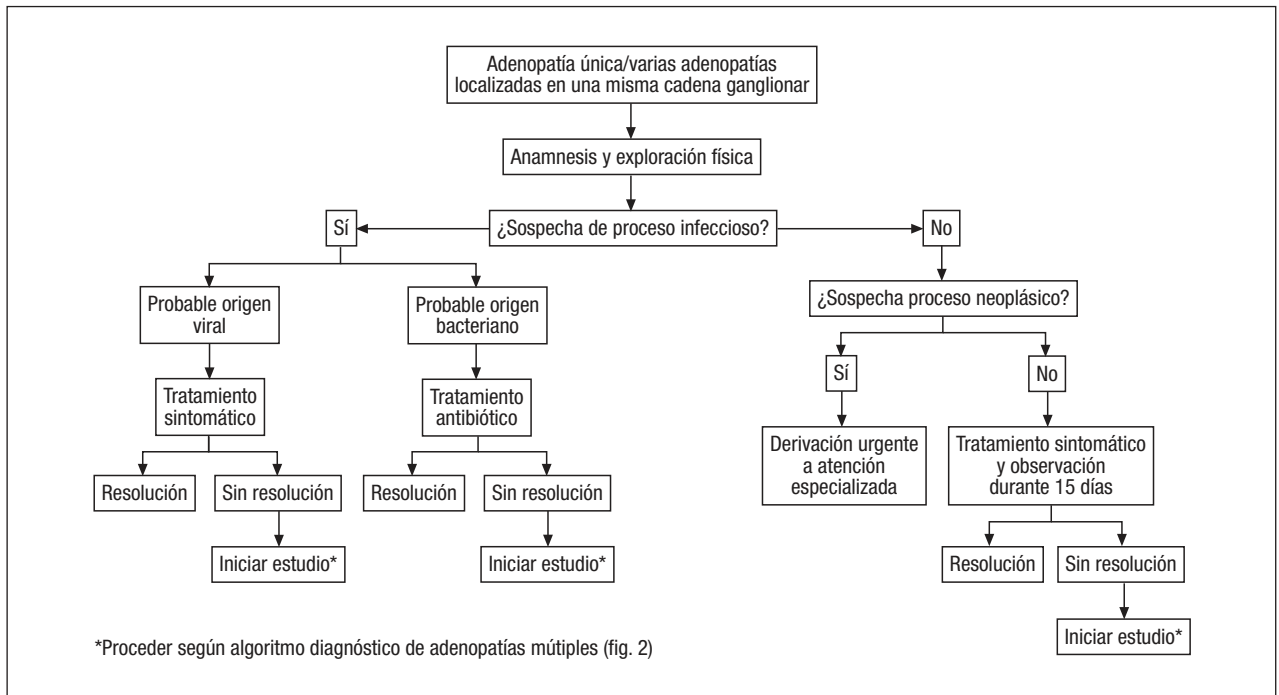 Adenopatía única/varias adenopatías
localizadas en una misma cadena ganglionar
Anamnesis y exploración física
Sí
¿Sospecha de proceso infeccioso?
No
Probable origen
viral
Probable origen
bacteriano
¿Sospecha proceso neoplásico?
Sí
No
Tratamiento
sintomático
Tratamiento
antibiótico
Derivación urgente
a atención
especializada
Tratamiento sintomático
y observación
durante 15 días
Resolución
Sin resolución
Resolución
Sin resolución
Iniciar estudio*
Iniciar estudio*
Resolución
Sin resolución
Iniciar estudio*
*Proceder según algoritmo diagnóstico de adenopatías mútiples (fig. 2)